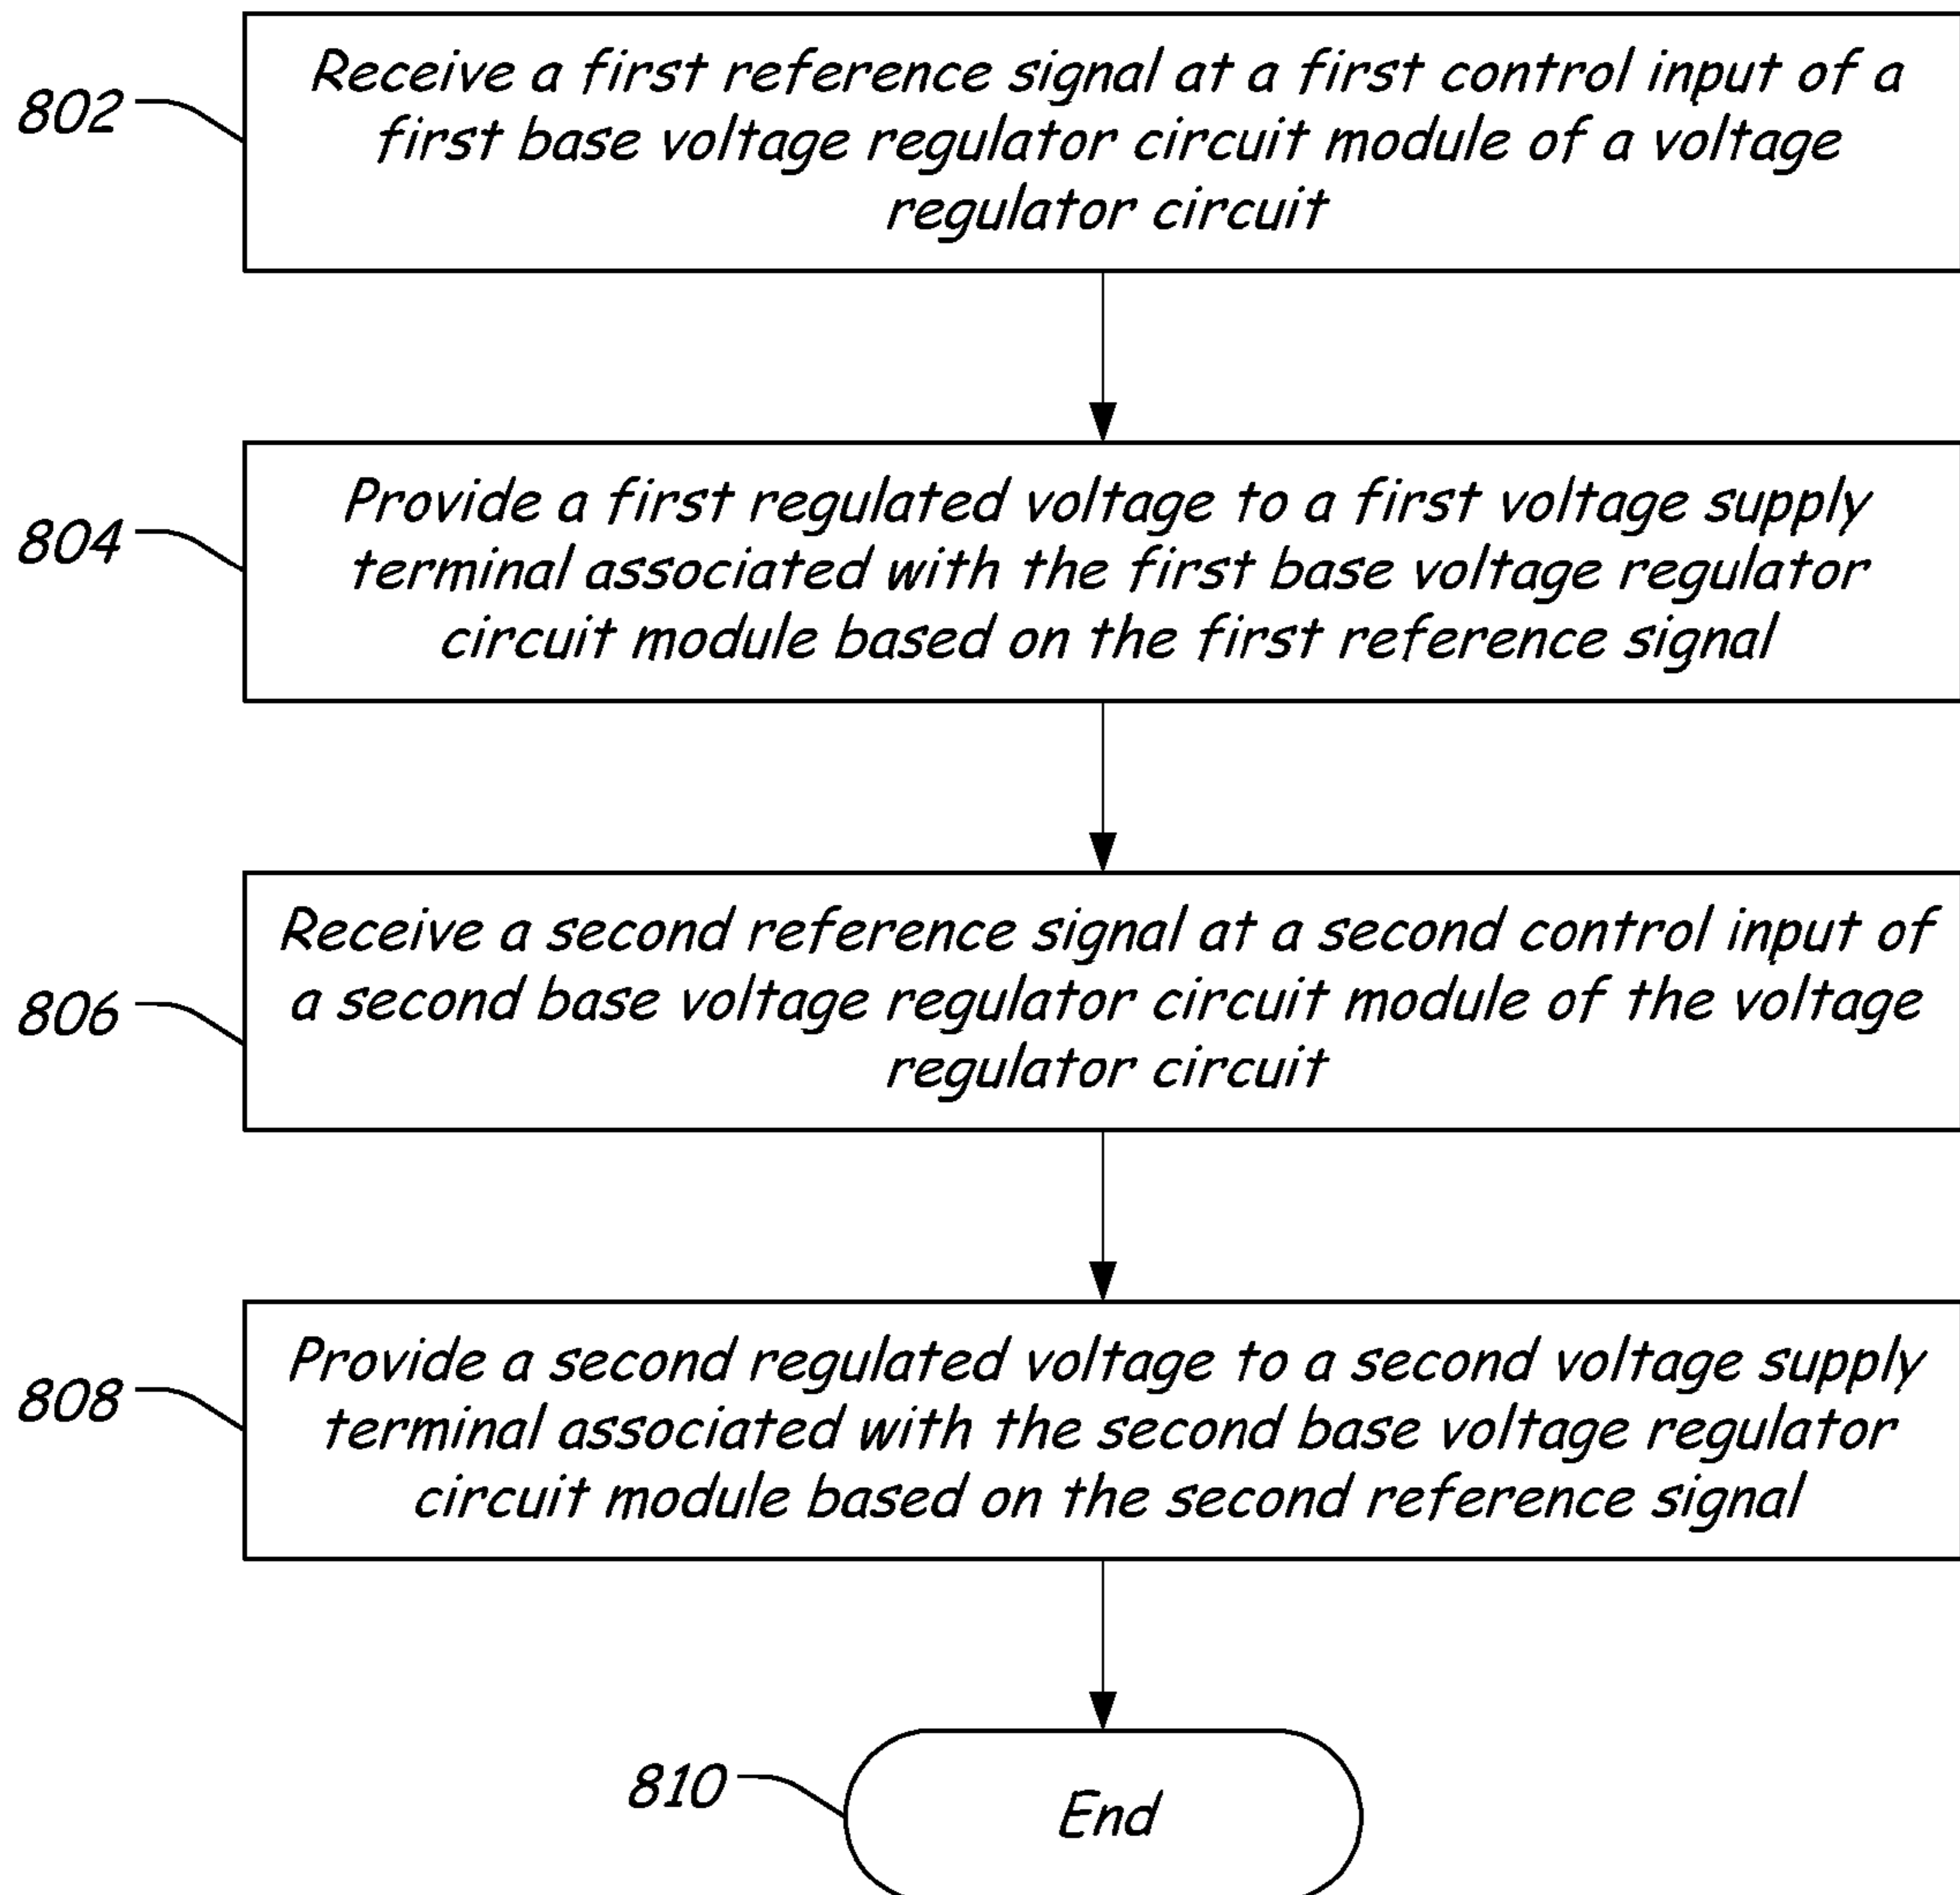 802
Receive a first reference signal at a first control input of a
first base voltage regulator circuit module of a voltage
regulator circuit
804
Provide a first regulated voltage to a first voltage supply
terminal associated with the first base voltage regulator
circuit module based on the first reference signal
806
Receive a second reference signal at a second control input of
a second base voltage regulator circuit module of the voltage
regulator circuit
808
Provide a second regulated voltage to a second voltage supply
terminal associated with the second base voltage regulator
circuit module based on the second reference signal
810
End